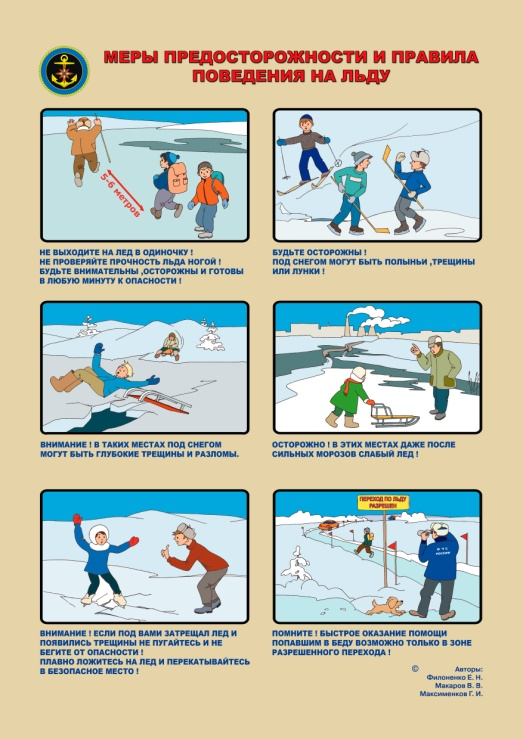 МЕРЫ ПРЕДОСТОРОЖНОСТИ И ПРАВИЛА
ПОВЕДЕНИЯ НА ЛЬДУ
5-6 метров
НЕ ВЫХОДИТЕ НА ЛЕД В ОДИНОЧКУ !
НЕ ПРОВЕРЯЙТЕ ПРОЧНОСТЬ ЛЬДА НОГОЙ !
БУДЬТЕ ВНИМАТЕЛЬНЫ ,ОСТОРОЖНЫ И ГОТОВЫ
В ЛЮБУЮ МИНУТУ К ОПАСНОСТИ !
БУДЬТЕ ОСТОРОЖНЫ !
ПОД СНЕГОМ МОГУТ БЫТЬ ПОЛЫНЬИ ,ТРЕЩИНЫ
ИЛИ ЛУНКИ !
ВНИМАНИЕ ! В ТАКИХ МЕСТАХ ПОД СНЕГОМ
МОГУТ БЫТЬ ГЛУБОКИЕ ТРЕЩИНЫ И РАЗЛОМЫ.
ОСТОРОЖНО ! В ЭТИХ МЕСТАХ ДАЖЕ ПОСЛЕ
СИЛЬНЫХ МОРОЗОВ СЛАБЫЙ ЛЕД !
ПЕРЕХОД ПО ЛЬДУ
РАЗРЕШЕН
МЧС
РОССИИ
ВНИМАНИЕ ! ЕСЛИ ПОД ВАМИ ЗАТРЕЩАЛ ЛЕД И
ПОЯВИЛИСЬ ТРЕЩИНЫ НЕ ПУГАЙТЕСЬ И НЕ
БЕГИТЕ ОТ ОПАСНОСТИ !
ПЛАВНО ЛОЖИТЕСЬ НА ЛЕД И ПЕРЕКАТЫВАЙТЕСЬ
В БЕЗОПАСНОЕ МЕСТО !
ПОМНИТЕ ! БЫСТРОЕ ОКАЗАНИЕ ПОМОЩИ
ПОПАВШИМ В БЕДУ ВОЗМОЖНО ТОЛЬКО В ЗОНЕ
РАЗРЕШЕННОГО ПЕРЕХОДА !
© Авторы:
Филоненко Е. Н.
Макаров В. В.
Максименков Г. И.